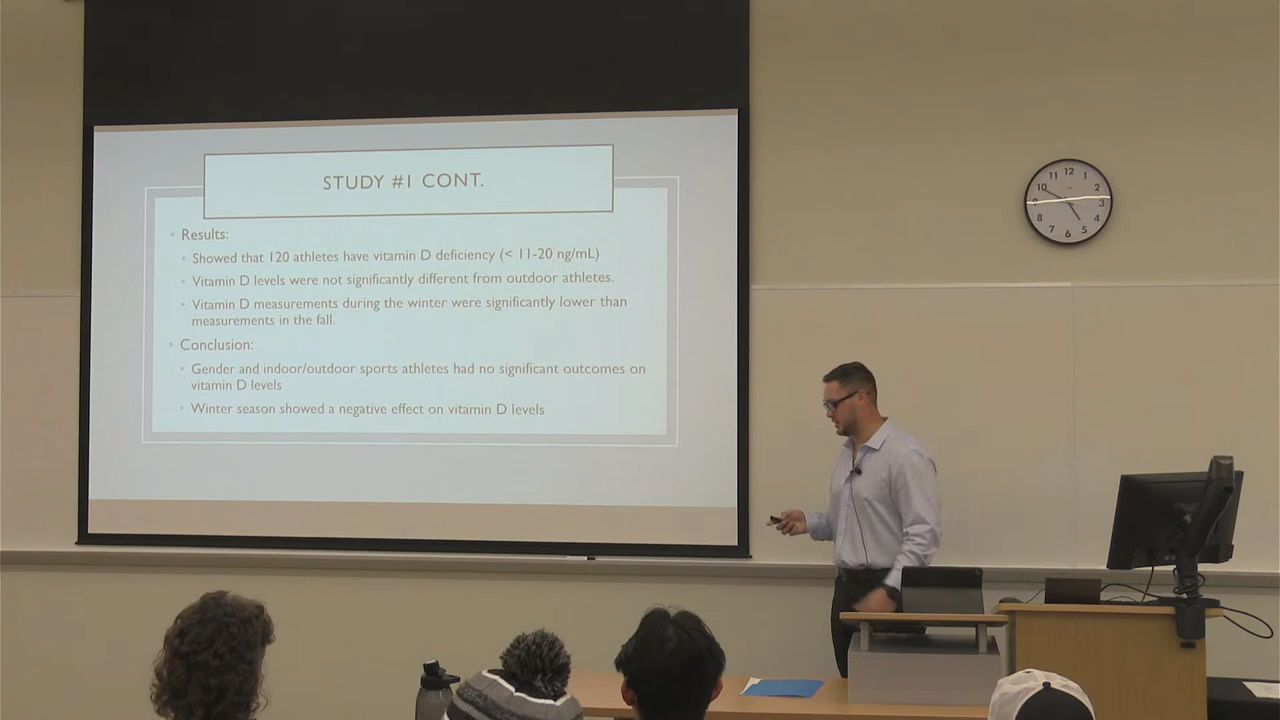 STUDY #1 CONT.
Results:
Showed that 120 athletes have vitamin D deficiency (< 11-20 ng/mL)
Vitamin D levels were not significantly different from outdoor athletes.
Vitamin D measurements during the winter were significantly lower than
measurements in the fall.
Conclusion:
Gender and indoor/outdoor sports athletes had no significant outcomes on
vitamin D levels
Winter season showed a negative effect on vitamin D levels
12
1
2
3
4
5
6
7
8
9
10
11